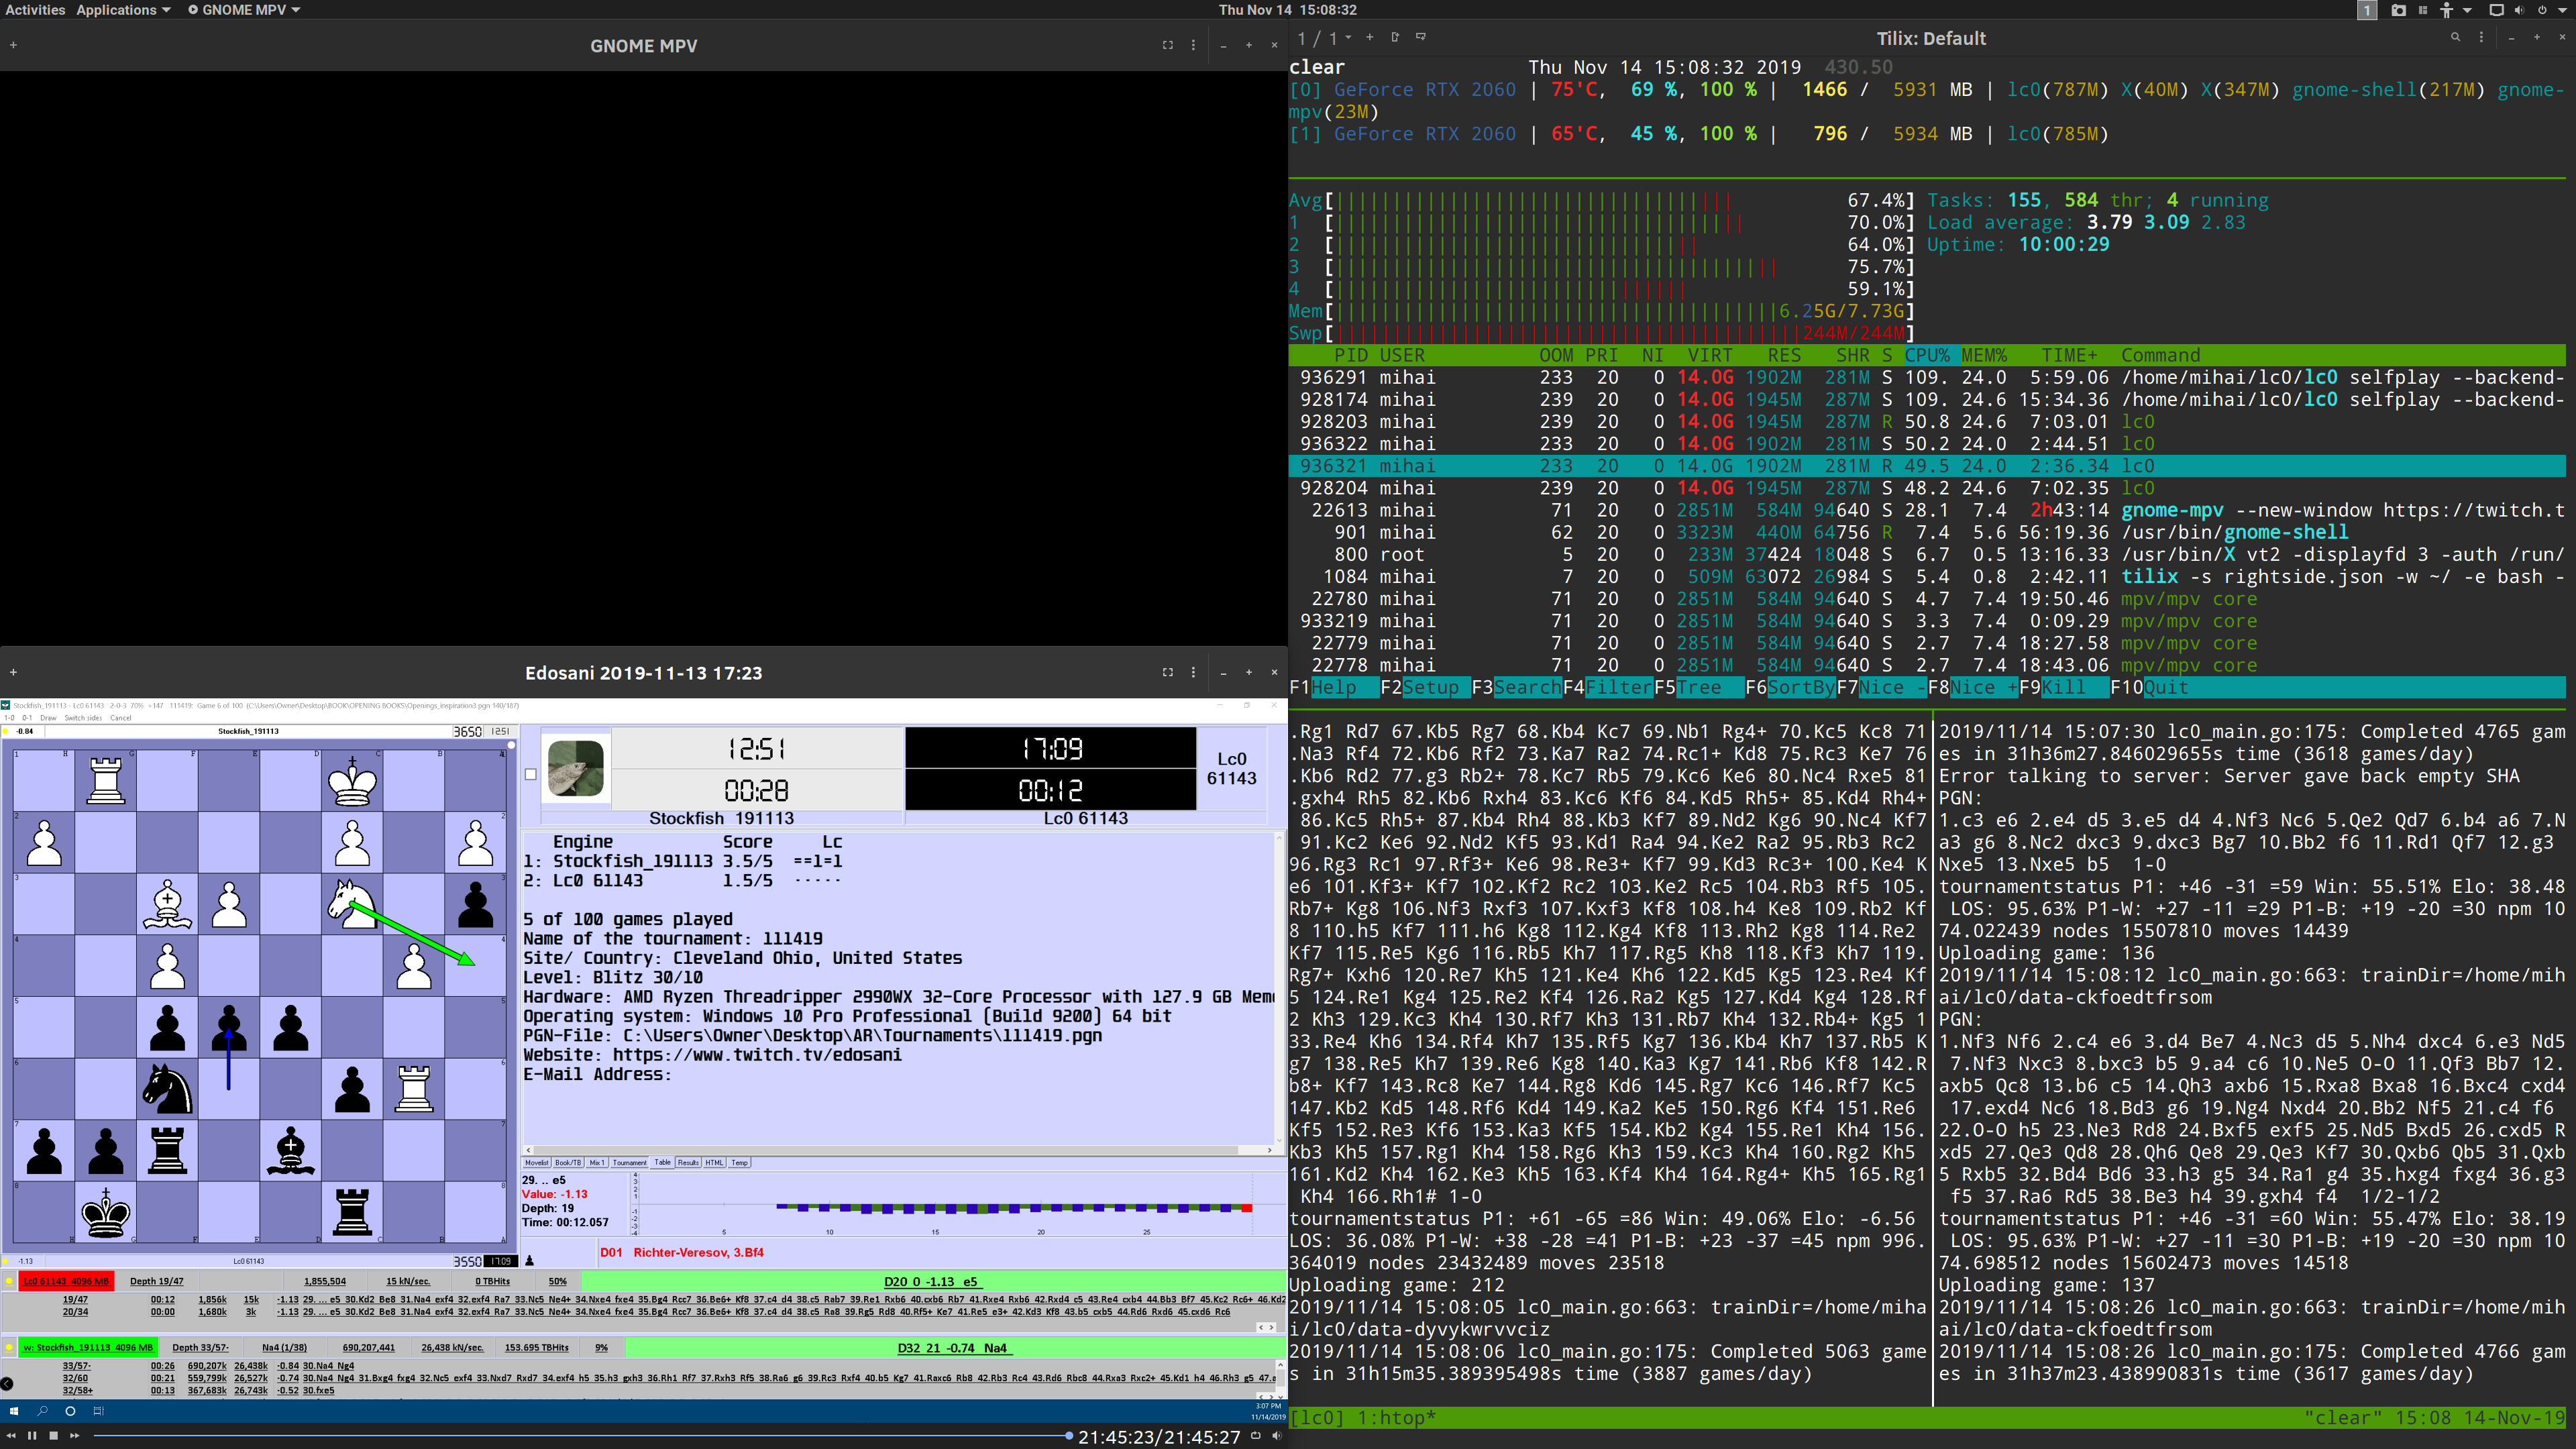 Activities Applications GNOME MPV
Thu Nov 14 15:08:32
1
GNOME MPV
1 / 1
Tilix: Default
clear Thu Nov 14 15:08:32 2019 430.50
[0] GeForce RTX 2060 | 75'C, 69 %, 100 % | 1466 / 5931 MB | lc0(787M) X(40M) X(347M) gnome-shell(217M) gnome-
mpv(23M)
[1] GeForce RTX 2060 | 65'C, 45 %, 100 % | 796 / 5934 MB | lc0(785M)
Avg[ 67.4%] Tasks: 155, 584 thr; 4 running
1 [ 70.0%] Load average: 3.79 3.09 2.83
2 [ 64.0%] Uptime: 10:00:29
3 [ 75.7%]
4 [ 59.1%]
Mem[ 6.25G/7.73G]
Swp[ 244M/244M]
PID USER OOM PRI NI VIRT RES SHR S CPU% MEM% TIME+ Command
936291 mihai 233 20 0 14.0G 1902M 281M S 109. 24.0 5:59.06 /home/mihai/lc0/lc0 selfplay --backend-
928174 mihai 239 20 0 14.0G 1945M 287M S 109. 24.6 15:34.36 /home/mihai/lc0/lc0 selfplay --backend-
928203 mihai 239 20 0 14.0G 1945M 287M R 50.8 24.6 7:03.01 lc0
936322 mihai 233 20 0 14.0G 1902M 281M S 50.2 24.0 2:44.51 lc0
936321 mihai 233 20 0 14.0G 1902M 281M R 49.5 24.0 2:36.34 lc0
928204 mihai 239 20 0 14.0G 1945M 287M S 48.2 24.6 7:02.35 lc0
22613 mihai 71 20 0 2851M 584M 94640 S 28.1 7.4 2h43:14 gnome-mpv --new-window https://twitch.t
901 mihai 62 20 0 3323M 440M 64756 R 7.4 5.6 56:19.36 /usr/bin/gnome-shell
800 root 5 20 0 233M 37424 18048 S 6.7 0.5 13:16.33 /usr/bin/X vt2 -displayfd 3 -auth /run/
1084 mihai 7 20 0 509M 63072 26984 S 5.4 0.8 2:42.11 tilix -s rightside.json -w ~/ -e bash -
22780 mihai 71 20 0 2851M 584M 94640 S 4.7 7.4 19:50.46 mpv/mpv core
933219 mihai 71 20 0 2851M 584M 94640 S 3.3 7.4 0:09.29 mpv/mpv core
22779 mihai 71 20 0 2851M 584M 94640 S 2.7 7.4 18:27.58 mpv/mpv core
22778 mihai 71 20 0 2851M 584M 94640 S 2.7 7.4 18:43.06 mpv/mpv core
F1Help F2Setup F3Search F4Filter F5Tree F6SortBy F7Nice - F8Nice + F9Kill F10Quit
.Rg1 Rd7 67.Kb5 Rg7 68.Kb4 Kc7 69.Nb1 Rg4+ 70.Kc5 Kc8 71
.Na3 Rf4 72.Kb6 Rf2 73.Ka7 Ra2 74.Rc1+ Kd8 75.Rc3 Ke7 76
.Kb6 Rd2 77.g3 Rb2+ 78.Kc7 Rb5 79.Kc6 Ke6 80.Nc4 Rxe5 81
.gxh4 Rh5 82.Kb6 Rxh4 83.Kc6 Kf6 84.Kd5 Rh5+ 85.Kd4 Rh4+
86.Kc5 Rh5+ 87.Kb4 Rh4 88.Kb3 Kf7 89.Nd2 Kg6 90.Nc4 Kf7
91.Kc2 Ke6 92.Nd2 Kf5 93.Kd1 Ra4 94.Ke2 Ra2 95.Rb3 Rc2
96.Rg3 Rc1 97.Rf3+ Ke6 98.Re3+ Kf7 99.Kd3 Rc3+ 100.Ke4 K
e6 101.Kf3+ Kf7 102.Kf2 Rc2 103.Ke2 Rc5 104.Rb3 Rf5 105.
Rb7+ Kg8 106.Nf3 Rxf3 107.Kxf3 Kf8 108.h4 Ke8 109.Rb2 Kf
8 110.h5 Kf7 111.h6 Kg8 112.Kg4 Kf8 113.Rh2 Kg8 114.Re2
Kf7 115.Re5 Kg6 116.Rb5 Kh7 117.Rg5 Kh8 118.Kf3 Kh7 119.
Rg7+ Kxh6 120.Re7 Kh5 121.Ke4 Kh6 122.Kd5 Kg5 123.Re4 Kf
5 124.Re1 Kg4 125.Re2 Kf4 126.Ra2 Kg5 127.Kd4 Kg4 128.Rf
2 Kh3 129.Kc3 Kh4 130.Rf7 Kh3 131.Rb7 Kh4 132.Rb4+ Kg5 1
33.Re4 Kh6 134.Rf4 Kh7 135.Rf5 Kg7 136.Kb4 Kh7 137.Rb5 K
g7 138.Re5 Kh7 139.Re6 Kg8 140.Ka3 Kg7 141.Rb6 Kf8 142.R
b8+ Kf7 143.Rc8 Ke7 144.Rg8 Kd6 145.Rg7 Kc6 146.Rf7 Kc5
147.Kb2 Kd5 148.Rf6 Kd4 149.Ka2 Ke5 150.Rg6 Kf4 151.Re6
Kf5 152.Re3 Kf6 153.Ka3 Kf5 154.Kb2 Kg4 155.Re1 Kh4 156.
Kb3 Kh5 157.Rg1 Kh4 158.Rg6 Kh3 159.Kc3 Kh4 160.Rg2 Kh5
161.Kd2 Kh4 162.Ke3 Kh5 163.Kf4 Kh4 164.Rg4+ Kh5 165.Rg1
Kh4 166.Rh1# 1-0
tournamentstatus P1: +61 -65 =86 Win: 49.06% Elo: -6.56
LOS: 36.08% P1-W: +38 -28 =41 P1-B: +23 -37 =45 npm 996.
364019 nodes 23432489 moves 23518
Uploading game: 212
2019/11/14 15:08:05 lc0_main.go:663: trainDir=/home/miha
i/lc0/data-dyvykwrvvciz
2019/11/14 15:08:06 lc0_main.go:175: Completed 5063 game
s in 31h15m35.389395498s time (3887 games/day)
2019/11/14 15:07:30 lc0_main.go:175: Completed 4765 gam
es in 31h36m27.846029655s time (3618 games/day)
Error talking to server: Server gave back empty SHA
PGN:
1.c3 e6 2.e4 d5 3.e5 d4 4.Nf3 Nc6 5.Qe2 Qd7 6.b4 a6 7.N
a3 g6 8.Nc2 dxc3 9.dxc3 Bg7 10.Bb2 f6 11.Rd1 Qf7 12.g3
Nxe5 13.Nxe5 b5 1-0
tournamentstatus P1: +46 -31 =59 Win: 55.51% Elo: 38.48
LOS: 95.63% P1-W: +27 -11 =29 P1-B: +19 -20 =30 npm 10
74.022439 nodes 15507810 moves 14439
Uploading game: 136
2019/11/14 15:08:12 lc0_main.go:663: trainDir=/home/mih
ai/lc0/data-ckfoedtfrsom
PGN:
1.Nf3 Nf6 2.c4 e6 3.d4 Be7 4.Nc3 d5 5.Nh4 dxc4 6.e3 Nd5
7.Nf3 Nxc3 8.bxc3 b5 9.a4 c6 10.Ne5 O-O 11.Qf3 Bb7 12.
axb5 Qc8 13.b6 c5 14.Qh3 axb6 15.Rxa8 Bxa8 16.Bxc4 cxd4
17.exd4 Nc6 18.Bd3 g6 19.Ng4 Nxd4 20.Bb2 Nf5 21.c4 f6
22.O-O h5 23.Ne3 Rd8 24.Bxf5 exf5 25.Nd5 Bxd5 26.cxd5 R
xd5 27.Qe3 Qd8 28.Qh6 Qe8 29.Qe3 Kf7 30.Qxb6 Qb5 31.Qxb
5 Rxb5 32.Bd4 Bd6 33.h3 g5 34.Ra1 g4 35.hxg4 fxg4 36.g3
f5 37.Ra6 Rd5 38.Be3 h4 39.gxh4 f4 1/2-1/2
tournamentstatus P1: +46 -31 =60 Win: 55.47% Elo: 38.19
LOS: 95.63% P1-W: +27 -11 =30 P1-B: +19 -20 =30 npm 10
74.698512 nodes 15602473 moves 14518
Uploading game: 137
2019/11/14 15:08:26 lc0_main.go:663: trainDir=/home/mih
ai/lc0/data-ckfoedtfrsom
2019/11/14 15:08:26 lc0_main.go:175: Completed 4766 gam
es in 31h37m23.438990831s time (3617 games/day)
[lc0] 1:htop* "clear" 15:08 14-Nov-19
Edosani 2019-11-13 17:23
Stockfish_191113 - Lc0 61143 2-0-3 70% +147 111419: Game 6 of 100 (C:\Users\Owner\Desktop\BOOK\OPENING BOOKS\Openings_inspiration3.pgn 140/187)
1-0 0-1 Draw Switch sides Cancel
-0.84 Stockfish_191113 3650 12:51
12:51 17:09
00:28 00:12
Lc0
61143
Stockfish 191113 Lc0 61143
Engine Score Lc
1: Stockfish_191113 3.5/5 ==1=1
2: Lc0 61143 1.5/5 -----
5 of 100 games played
Name of the tournament: 111419
Site/ Country: Cleveland Ohio, United States
Level: Blitz 30/10
Hardware: AMD Ryzen Threadripper 2990WX 32-Core Processor with 127.9 GB Mem
Operating system: Windows 10 Pro Professional (Build 9200) 64 bit
PGN-File: C:\Users\Owner\Desktop\AR\Tournaments\111419.pgn
Website: https://www.twitch.tv/edosani
E-Mail Address:
Movelist Book/TB Mix 1 Tournament Table Results HTML Temp
29. .. e5
Value: -1.13
Depth: 19
Time: 00:12.057
5 10 15 20 25
-1.13 Lc0 61143 3550 17:09
D01 Richter-Veresov, 3.Bf4
Lc0 61143 4096 MB Depth 19/47 1,855,504 15 kN/sec. 0 TBHits 50% D20 0 -1.13 e5
19/47 00:12 1,856k 15k -1.13 29. ... e5 30.Kd2 Be8 31.Na4 exf4 32.exf4 Ra7 33.Nc5 Ne4+ 34.Nxe4 fxe4 35.Bg4 Rcc7 36.Be6+ Kf8 37.c4 d4 38.c5 Rab7 39.Re1 Rxb6 40.cxb6 Rb7 41.Rxe4 Rxb6 42.Rxd4 c5 43.Re4 cxb4 44.Bb3 Bf7 45.Kc2 Rc6+ 46.Kd2
20/34 00:00 1,680k 3k -1.13 29. ... e5 30.Kd2 Be8 31.Na4 exf4 32.exf4 Ra7 33.Nc5 Ne4+ 34.Nxe4 fxe4 35.Bg4 Rcc7 36.Be6+ Kf8 37.c4 d4 38.c5 Ra8 39.Rg5 Rd8 40.Rf5+ Ke7 41.Re5 e3+ 42.Kd3 Kf8 43.b5 cxb5 44.Rd6 Rxd6 45.cxd6 Rc6
w: Stockfish_191113 4096 MB Depth 33/57- Na4 (1/38) 690,207,441 26,438 kN/sec. 153.695 TBHits 9% D32 21 -0.74 Na4
33/57- 00:26 690,207k 26,438k -0.84 30.Na4 Ng4
32/60 00:21 559,799k 26,527k -0.74 30.Na4 Ng4 31.Bxg4 fxg4 32.Nc5 exf4 33.Nxd7 Rxd7 34.exf4 h5 35.h3 gxh3 36.Rh1 Rf7 37.Rxh3 Rf5 38.Ra6 g6 39.Rc3 Rxf4 40.b5 Kg7 41.Raxc6 Rb8 42.Rb3 Rc4 43.Rd6 Rbc8 44.Rxa3 Rxc2+ 45.Kd1 h4 46.Rh3 g5
32/58+ 00:13 367,683k 26,743k -0.52 30.fxe5
3:07 PM
11/14/2019
21:45:23/21:45:27